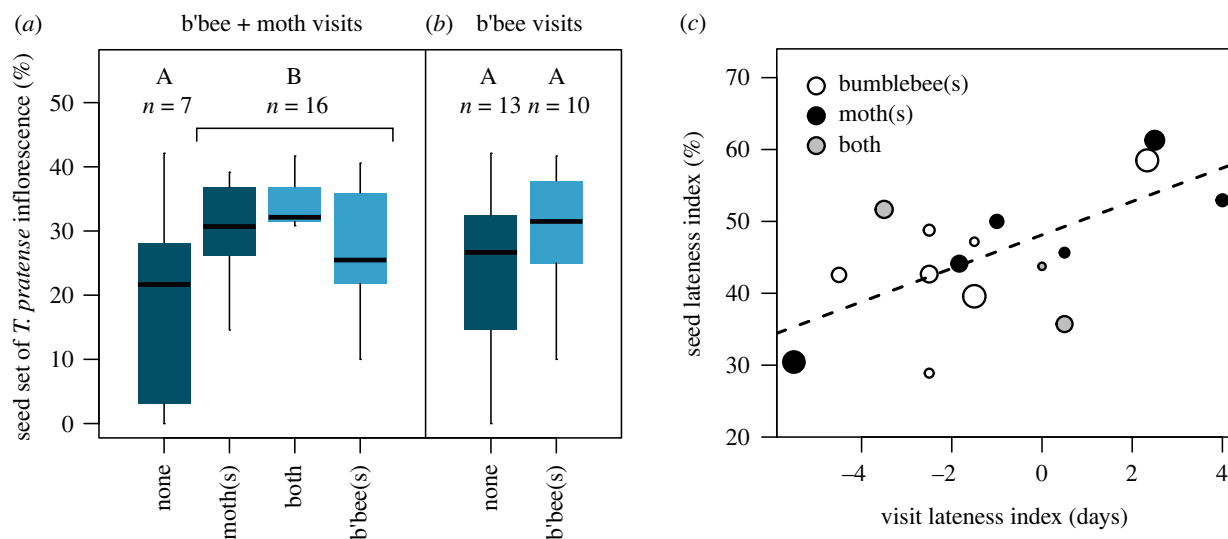 (a)
b'bee + moth visits
(b)
b'bee visits
seed set of T. pratense inflorescence (%)
50
40
30
20
10
0
A
n = 7
B
n = 16
A
n = 13
A
n = 10
none
moth(s)
both
b'bee(s)
none
b'bee(s)
(c)
seed lateness index (%)
70
60
50
40
30
20
bumblebee(s)
moth(s)
both
–4
–2
0
2
4
visit lateness index (days)